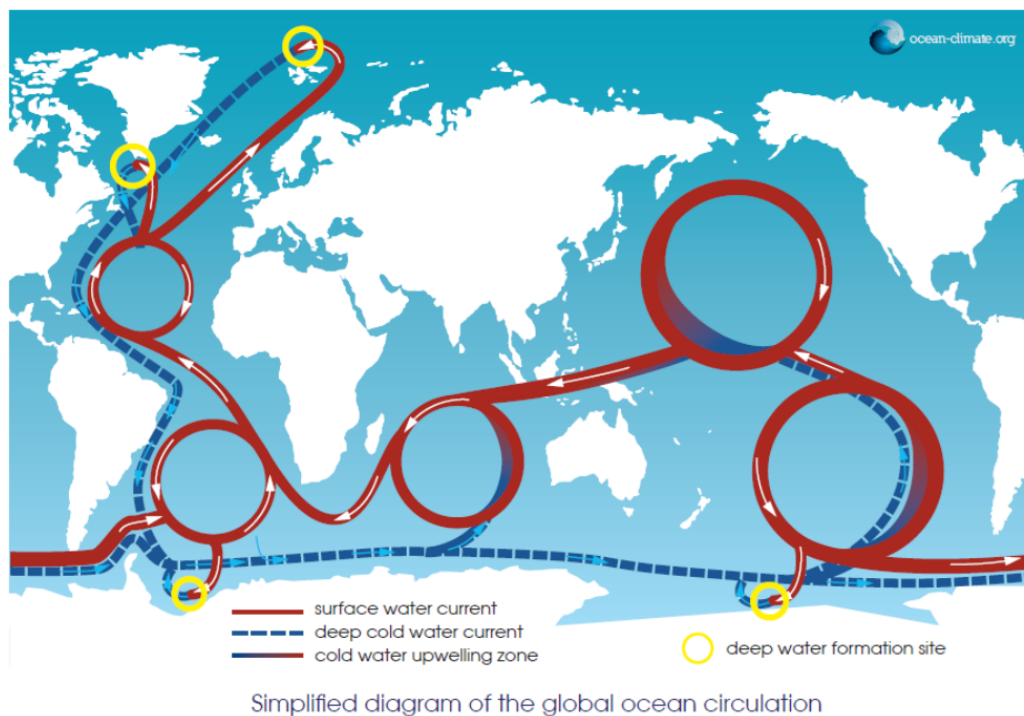 ocean-climate.org
surface water current
deep cold water current
cold water upwelling zone
deep water formation site
Simplified diagram of the global ocean circulation